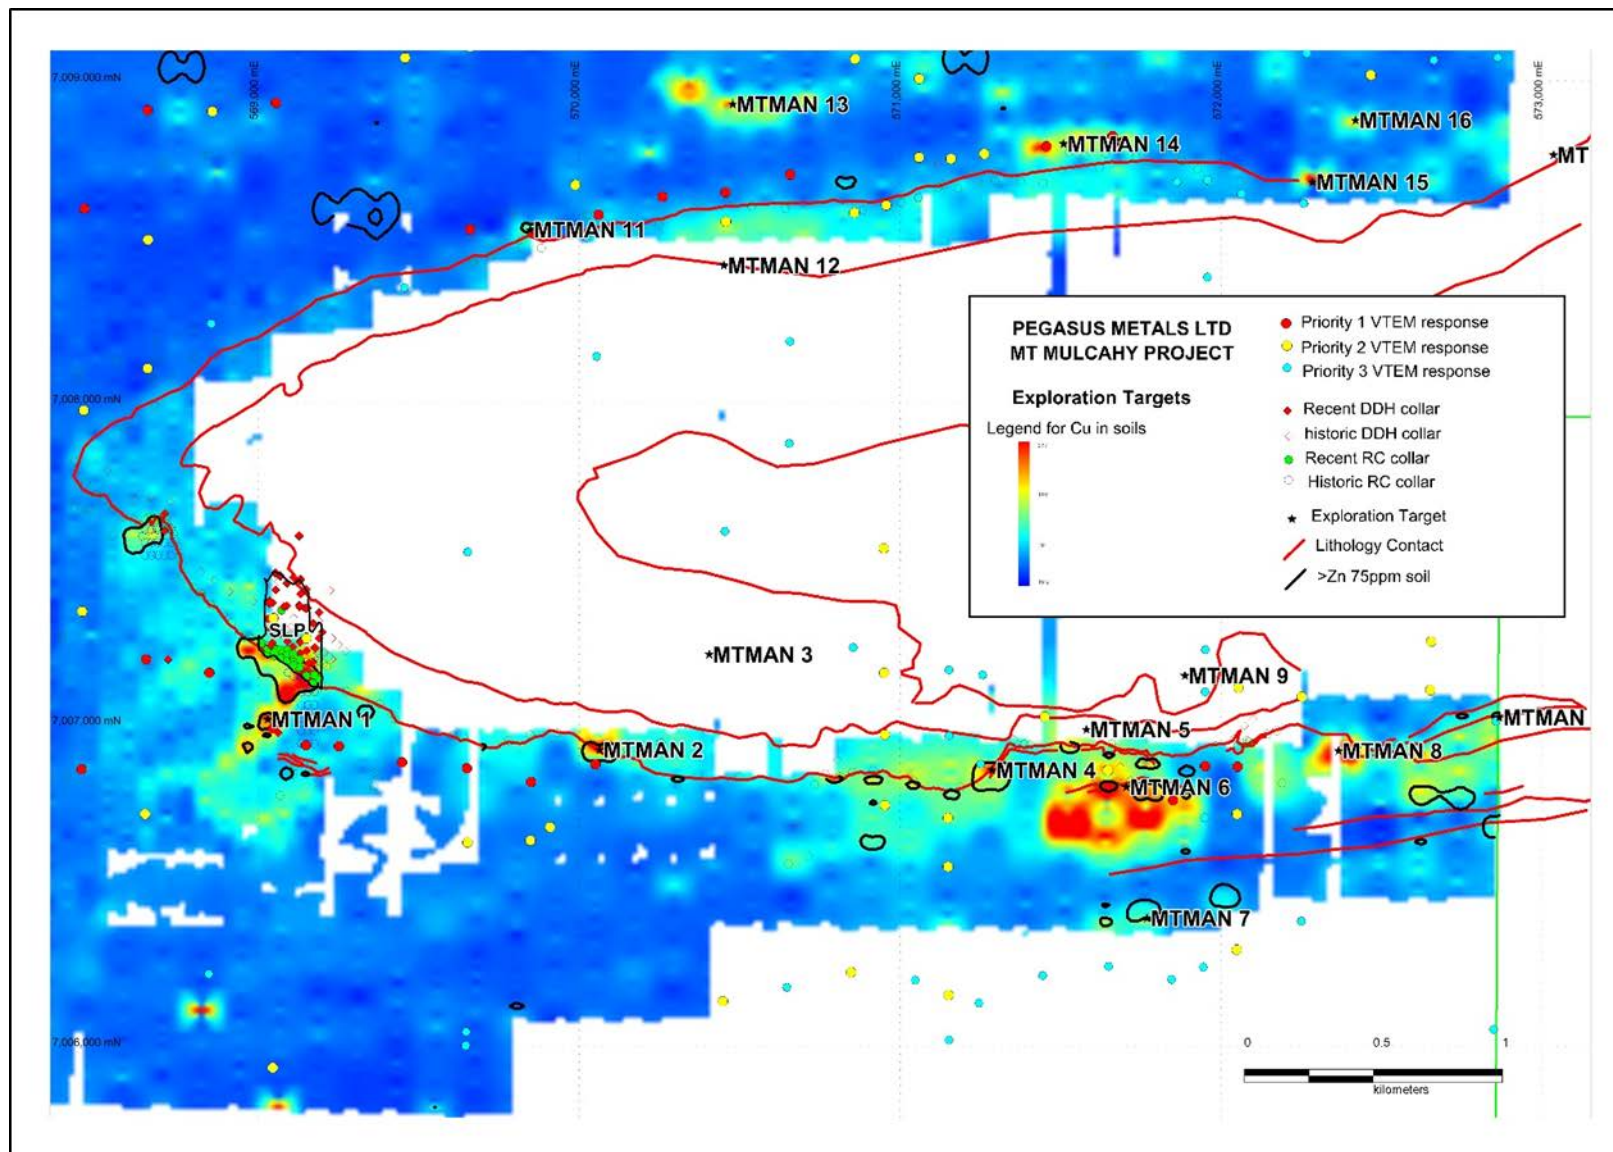 7,009,000 mN
569,000 mE
570,000 mE
571,000 mE
572,000 mE
573,000 mE
MTMAN 13
MTMAN 14
MTMAN 16
MT
MTMAN 15
MTMAN 11
MTMAN 12
PEGASUS METALS LTD
MT MULCAHY PROJECT
Exploration Targets
Legend for Cu in soils
Priority 1 VTEM response
Priority 2 VTEM response
Priority 3 VTEM response
Recent DDH collar
historic DDH collar
Recent RC collar
Historic RC collar
Exploration Target
Lithology Contact
>Zn 75ppm soil
7,008,000 mN
SLP
MTMAN 3
MTMAN 9
7,007,000 mN
MTMAN 1
MTMAN 2
MTMAN 5
MTMAN
MTMAN 8
MTMAN 4
MTMAN 6
MTMAN 7
7,006,000 mN
0 0.5 1
kilometers